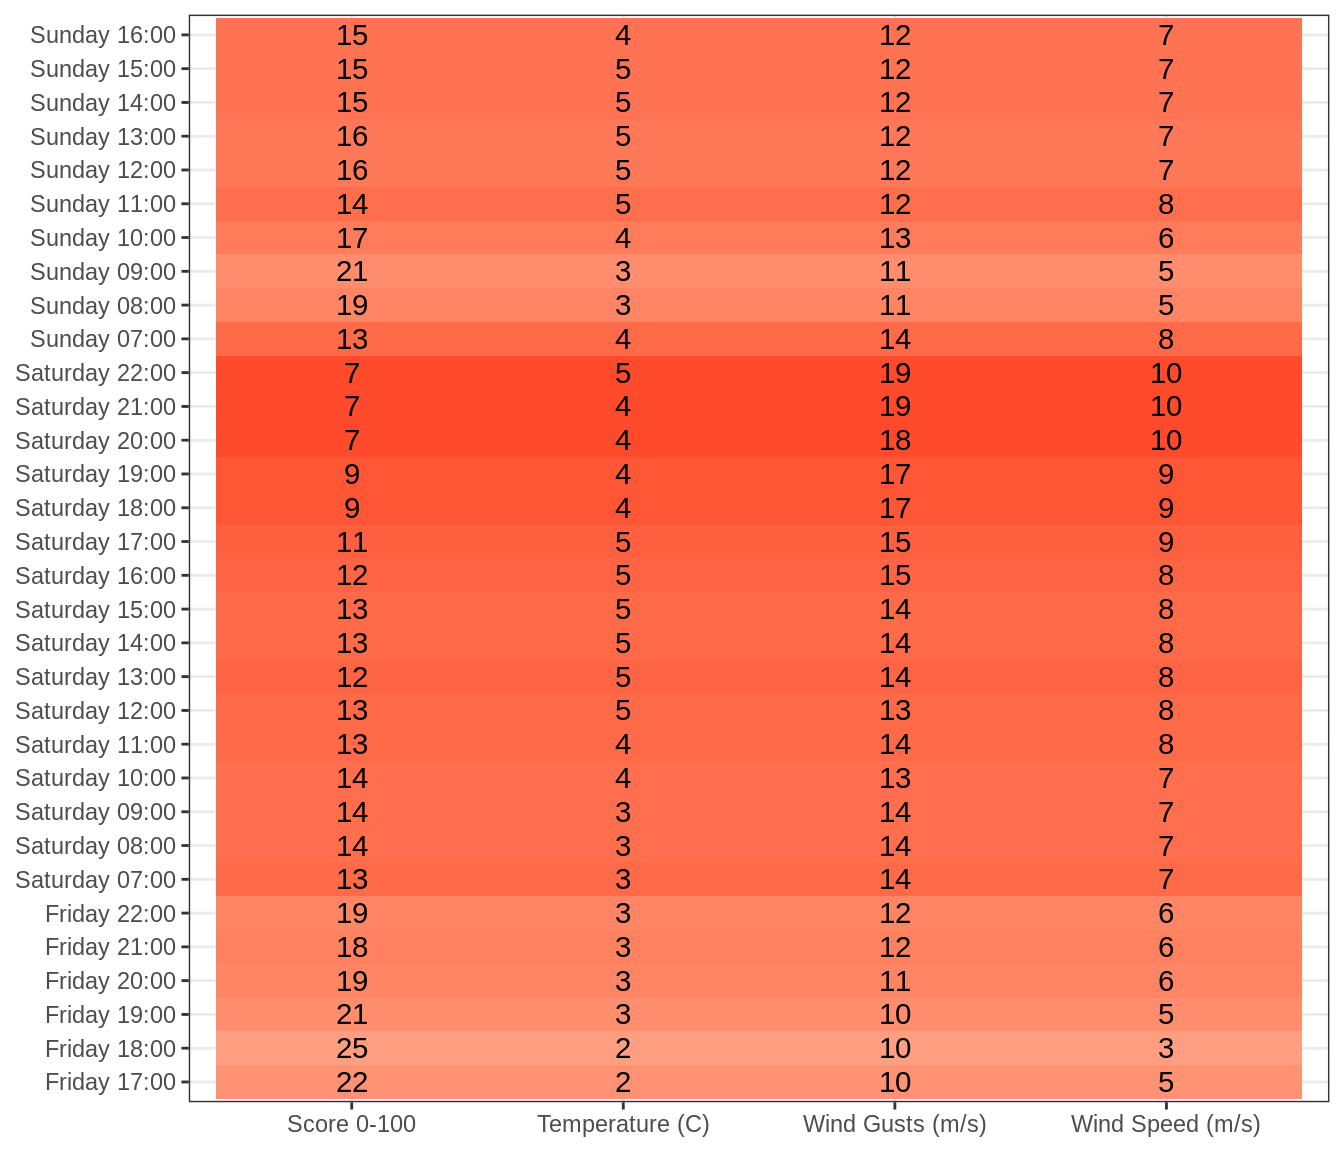 Sunday 16:00 15 4 12 7
Sunday 15:00 15 5 12 7
Sunday 14:00 15 5 12 7
Sunday 13:00 16 5 12 7
Sunday 12:00 16 5 12 7
Sunday 11:00 14 5 12 8
Sunday 10:00 17 4 13 6
Sunday 09:00 21 3 11 5
Sunday 08:00 19 3 11 5
Sunday 07:00 13 4 14 8
Saturday 22:00 7 5 19 10
Saturday 21:00 7 4 19 10
Saturday 20:00 7 4 18 10
Saturday 19:00 9 4 17 9
Saturday 18:00 9 4 17 9
Saturday 17:00 11 5 15 9
Saturday 16:00 12 5 15 8
Saturday 15:00 13 5 14 8
Saturday 14:00 13 5 14 8
Saturday 13:00 12 5 14 8
Saturday 12:00 13 5 13 8
Saturday 11:00 13 4 14 8
Saturday 10:00 14 4 13 7
Saturday 09:00 14 3 14 7
Saturday 08:00 14 3 14 7
Saturday 07:00 13 3 14 7
Friday 22:00 19 3 12 6
Friday 21:00 18 3 12 6
Friday 20:00 19 3 11 6
Friday 19:00 21 3 10 5
Friday 18:00 25 2 10 3
Friday 17:00 22 2 10 5
Score 0-100 Temperature (C) Wind Gusts (m/s) Wind Speed (m/s)